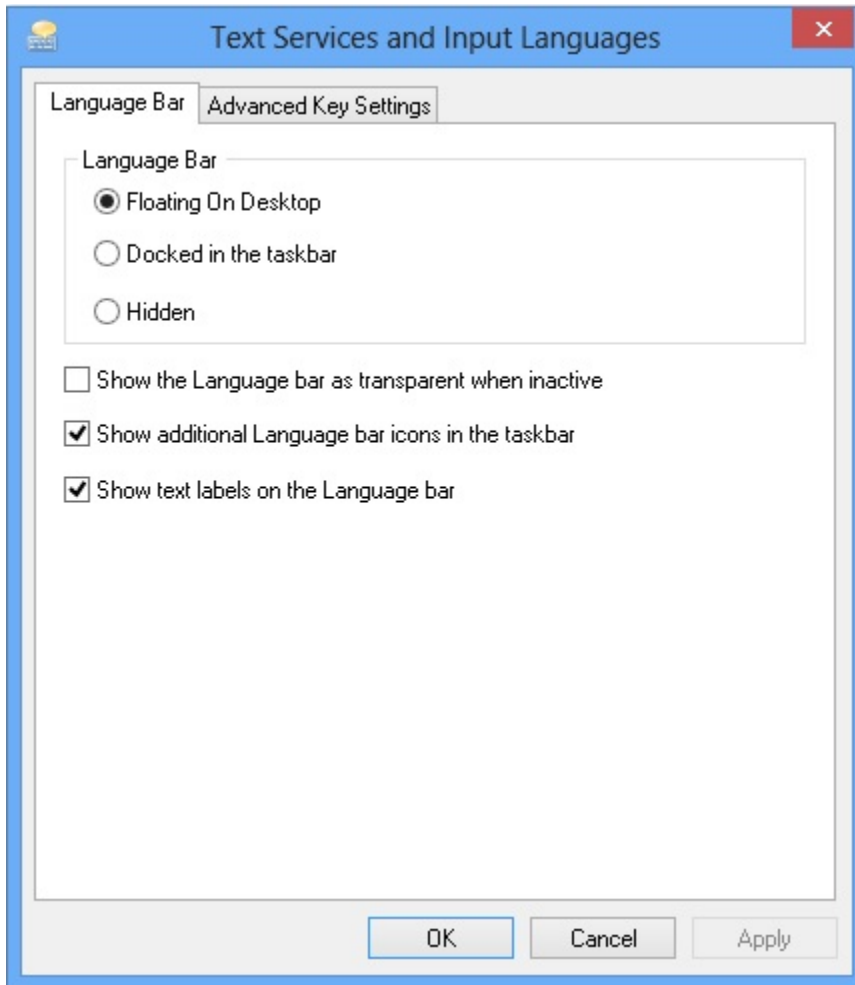 Text Services and Input Languages
Language Bar
Advanced Key Settings
Language Bar
Floating On Desktop
Docked in the taskbar
Hidden
Show the Language bar as transparent when inactive
Show additional Language bar icons in the taskbar
Show text labels on the Language bar
OK
Cancel
Apply